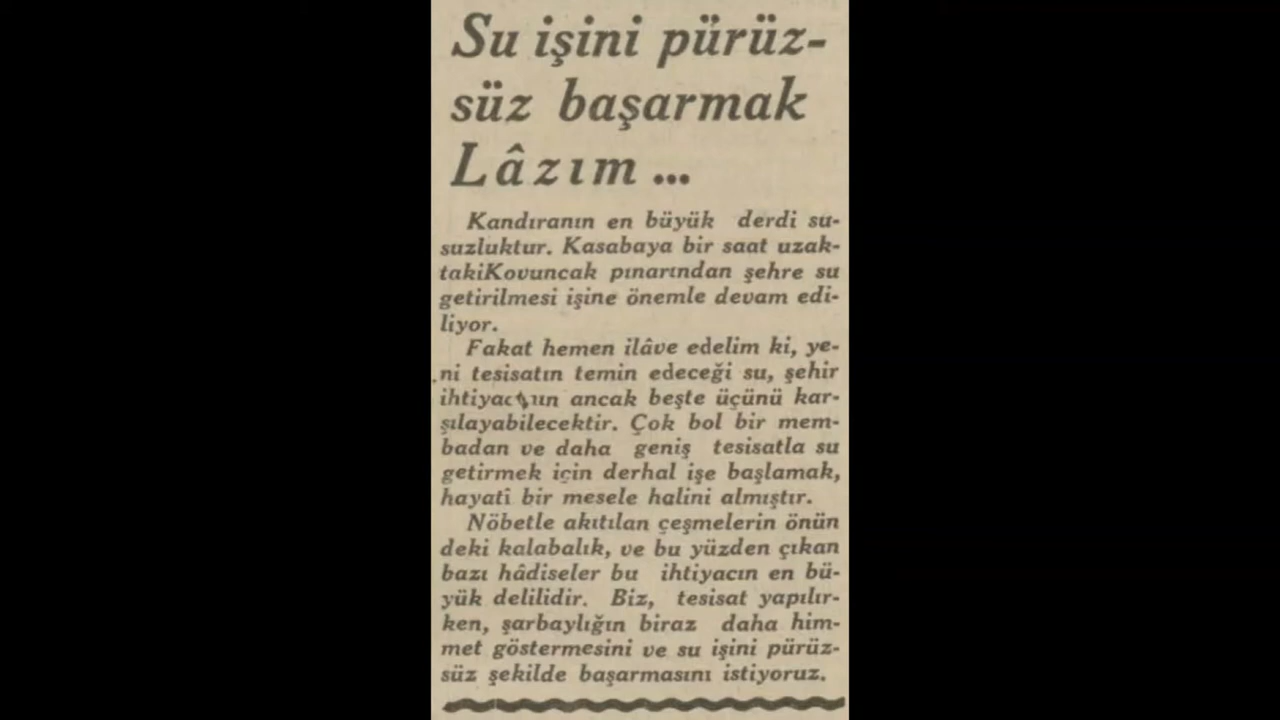 Su işini pürüz-
süz başarmak
Lâzım ...
Kandıranın en büyük derdi su-
suzluktur. Kasabaya bir saat uzak-
takiKovuncak pınarından şehre su
getirilmesi işine önemle devam edi-
liyor.
Fakat hemen ilâve edelim ki, ye-
ni tesisatın temin edeceği su, şehir
ancak beşte üçünü kar-
şılayabilecektir. Çok bol bir mem-
badan ve daha geniş tesisatla su
getirmek için derhal işe başlamak,
hayatî bir mesele halini almıştır.
Nöbetle akıtılan çeşmelerin önün
deki kalabalık, ve bu yüzden çıkan
bazı hâdiseler bu ihtiyacın en bü-
yük delilidir. Biz, tesisat yapılır-
ken, şarbaylığın biraz daha him-
met göstermesini ve su işini pürüz-
süz şekilde başarmasını istiyoruz.